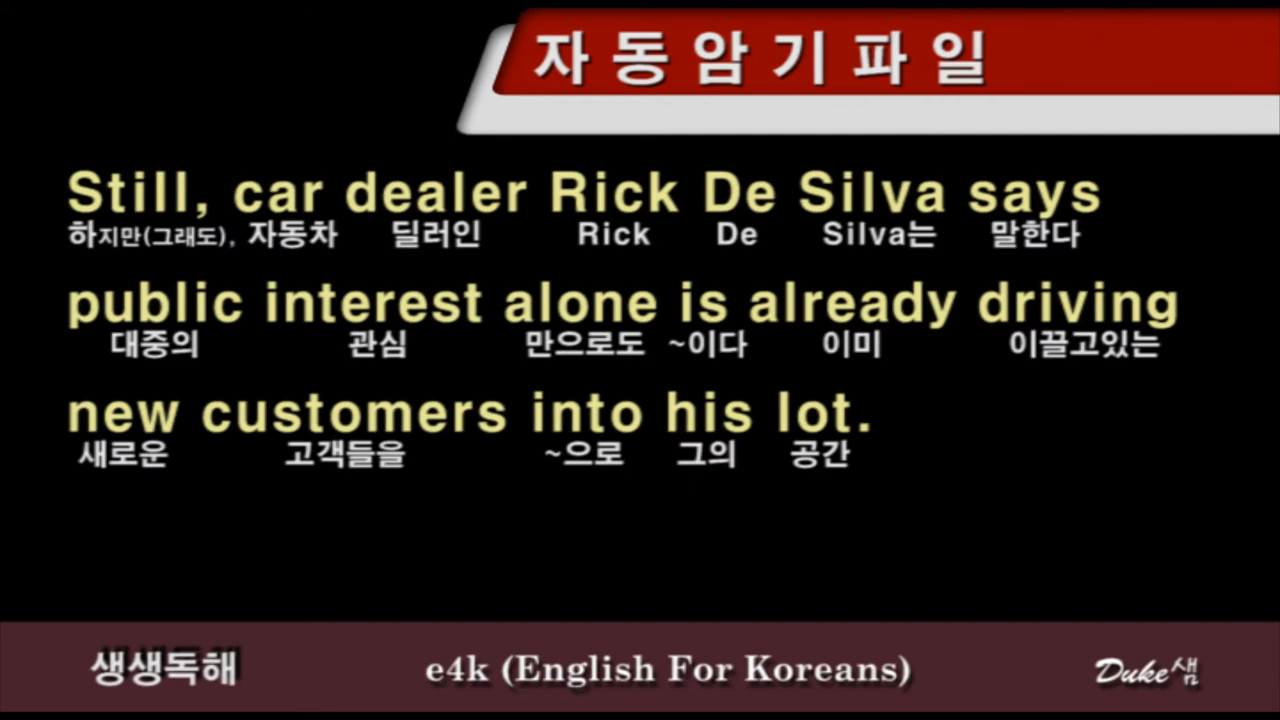 자동암기파일
Still, car dealer Rick De Silva says
하지만(그래도), 자동차 딜러인 Rick De Silva는 말한다
public interest alone is already driving
대중의 관심 만으로도 ~이다 이미 이끌고있는
new customers into his lot.
새로운 고객들을 ~으로 그의 공간
생생독해 e4k (English For Koreans) Duke샘